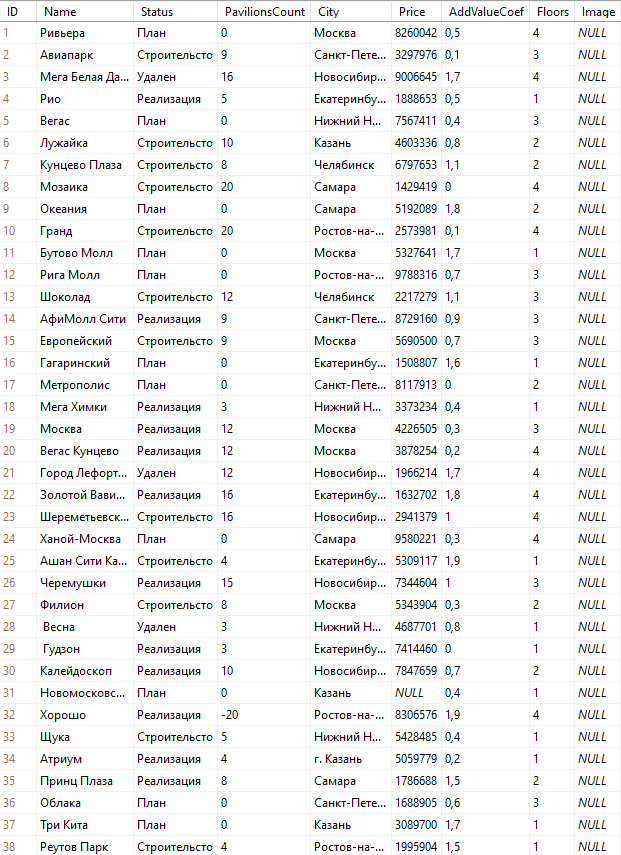 ID Name Status PavilionsCount City Price AddValueCoef Floors Image
1 Ривьера План 0 Москва 8260042 0,5 4 NULL
2 Авиапарк Строительсто 9 Санкт-Пете... 3297976 0,1 3 NULL
3 Мега Белая Да... Удален 16 Новосибир... 9006645 1,7 4 NULL
4 Рио Реализация 5 Екатеринбу... 1888653 0,5 1 NULL
5 Вегас План 0 Нижний Н... 7567411 0,4 3 NULL
6 Лужайка Строительсто 10 Казань 4603336 0,8 2 NULL
7 Кунцево Плаза Строительсто 8 Челябинск 6797653 1,1 2 NULL
8 Мозаика Строительсто 20 Самара 1429419 0 4 NULL
9 Океания План 0 Самара 5192089 1,8 2 NULL
10 Гранд Строительсто 20 Ростов-на-... 2573981 0,1 4 NULL
11 Бутово Молл План 0 Москва 5327641 1,7 1 NULL
12 Рига Молл План 0 Ростов-на-... 9788316 0,7 3 NULL
13 Шоколад Строительсто 12 Челябинск 2217279 1,1 3 NULL
14 АфиМолл Сити Реализация 9 Санкт-Пете... 8729160 0,9 3 NULL
15 Европейский Строительсто 9 Москва 5690500 0,7 3 NULL
16 Гагаринский План 0 Екатеринбу... 1508807 1,6 1 NULL
17 Метрополис План 0 Санкт-Пете... 8117913 0 2 NULL
18 Мега Химки Реализация 3 Нижний Н... 3373234 0,4 1 NULL
19 Москва Реализация 12 Москва 4226505 0,3 3 NULL
20 Вегас Кунцево Реализация 12 Москва 3878254 0,2 4 NULL
21 Город Лефорт... Удален 12 Новосибир... 1966214 1,7 4 NULL
22 Золотой Вави... Реализация 16 Екатеринбу... 1632702 1,8 4 NULL
23 Шереметьевск... Строительсто 16 Новосибир... 2941379 1 4 NULL
24 Ханой-Москва План 0 Самара 9580221 0,3 4 NULL
25 Ашан Сити Ка... Строительсто 4 Екатеринбу... 5309117 1,9 1 NULL
26 Черемушки Реализация 15 Новосибир... 7344604 1 3 NULL
27 Филион Строительсто 8 Москва 5343904 0,3 2 NULL
28 Весна Удален 3 Нижний Н... 4687701 0,8 1 NULL
29 Гудзон Реализация 3 Екатеринбу... 7414460 0 1 NULL
30 Калейдоскоп Реализация 10 Новосибир... 7847659 0,7 2 NULL
31 Новомосковс... План 0 Казань NULL 0,4 1 NULL
32 Хорошо Реализация -20 Ростов-на-... 8306576 1,9 4 NULL
33 Щука Строительсто 5 Нижний Н... 5428485 0,4 1 NULL
34 Атриум Реализация 4 г. Казань 5059779 0,2 1 NULL
35 Принц Плаза Реализация 8 Самара 1786688 1,5 2 NULL
36 Облака План 0 Санкт-Пете... 1688905 0,6 3 NULL
37 Три Кита План 0 Казань 3089700 1,7 1 NULL
38 Реутов Парк Строительсто 4 Ростов-на-... 1995904 1,5 1 NULL